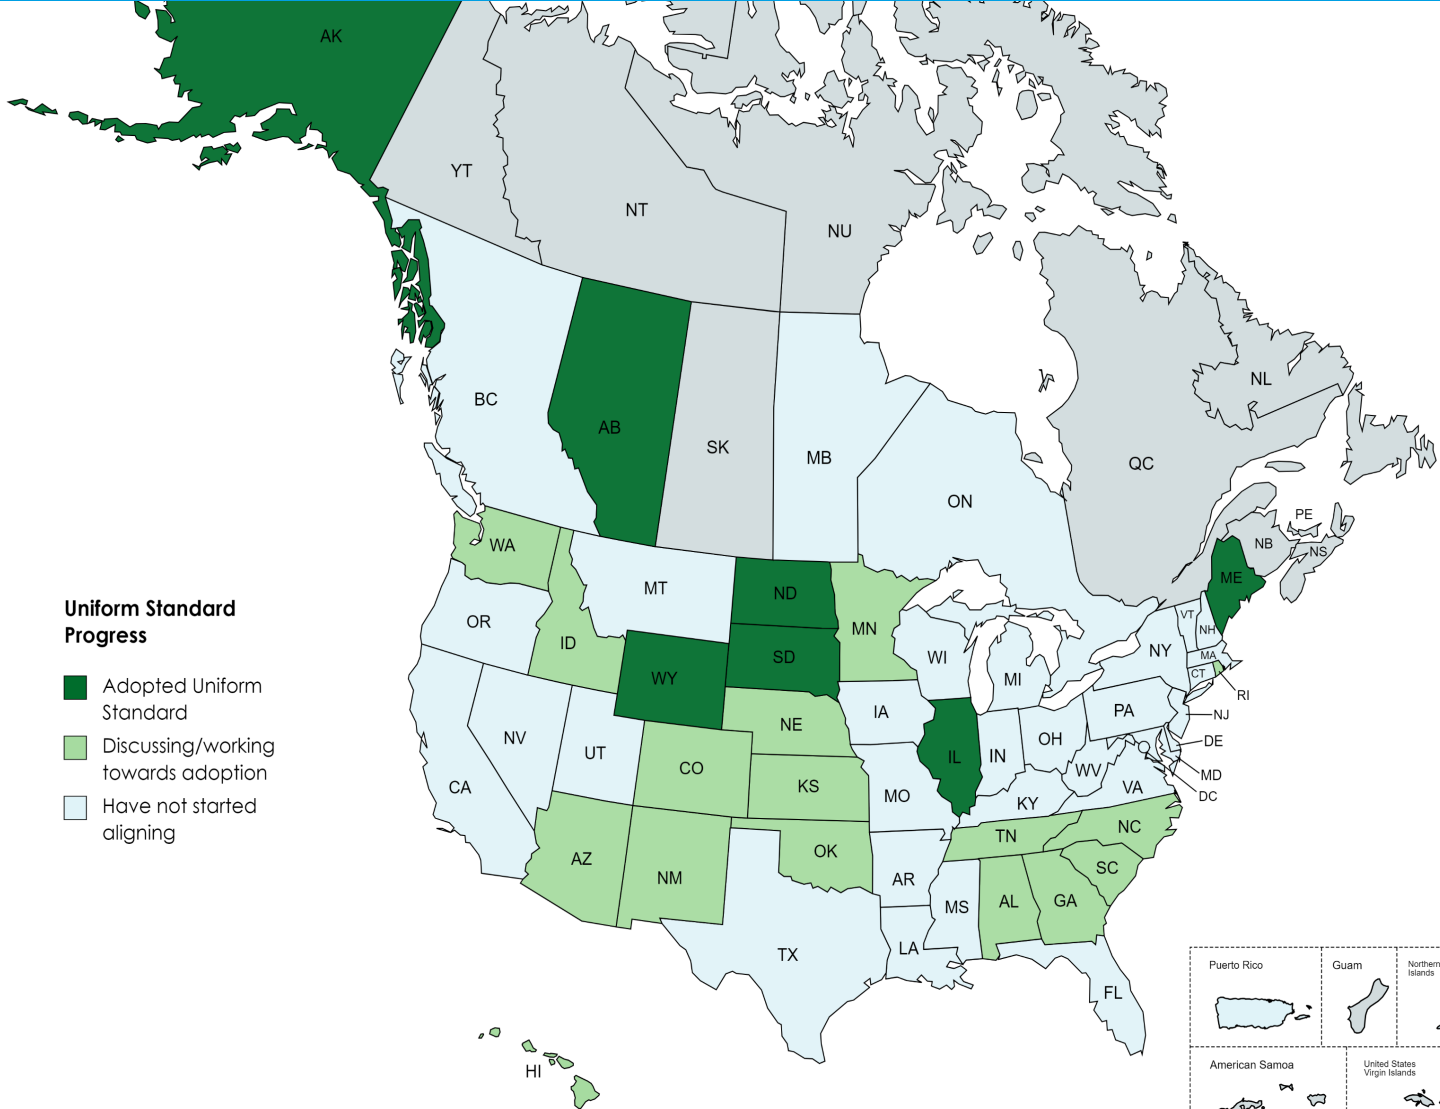 AK
YT
NT
NU
BC
AB
SK
MB
ON
QC
NL
PE
NB
NS
WA
MT
ND
MN
ME
OR
ID
SD
WI
VT
NH
NY
MA
CT
RI
WY
MI
Uniform Standard
Progress
Adopted Uniform
Standard
Discussing/working
towards adoption
Have not started
aligning
NE
IA
PA
NJ
NV
UT
CO
IL
IN
OH
DE
CA
KS
MO
WV
VA
MD
DC
KY
AZ
NM
OK
TN
NC
AR
SC
MS
AL
GA
TX
LA
FL
HI
Puerto Rico
Guam
Northern
Islands
American Samoa
United States
Virgin Islands